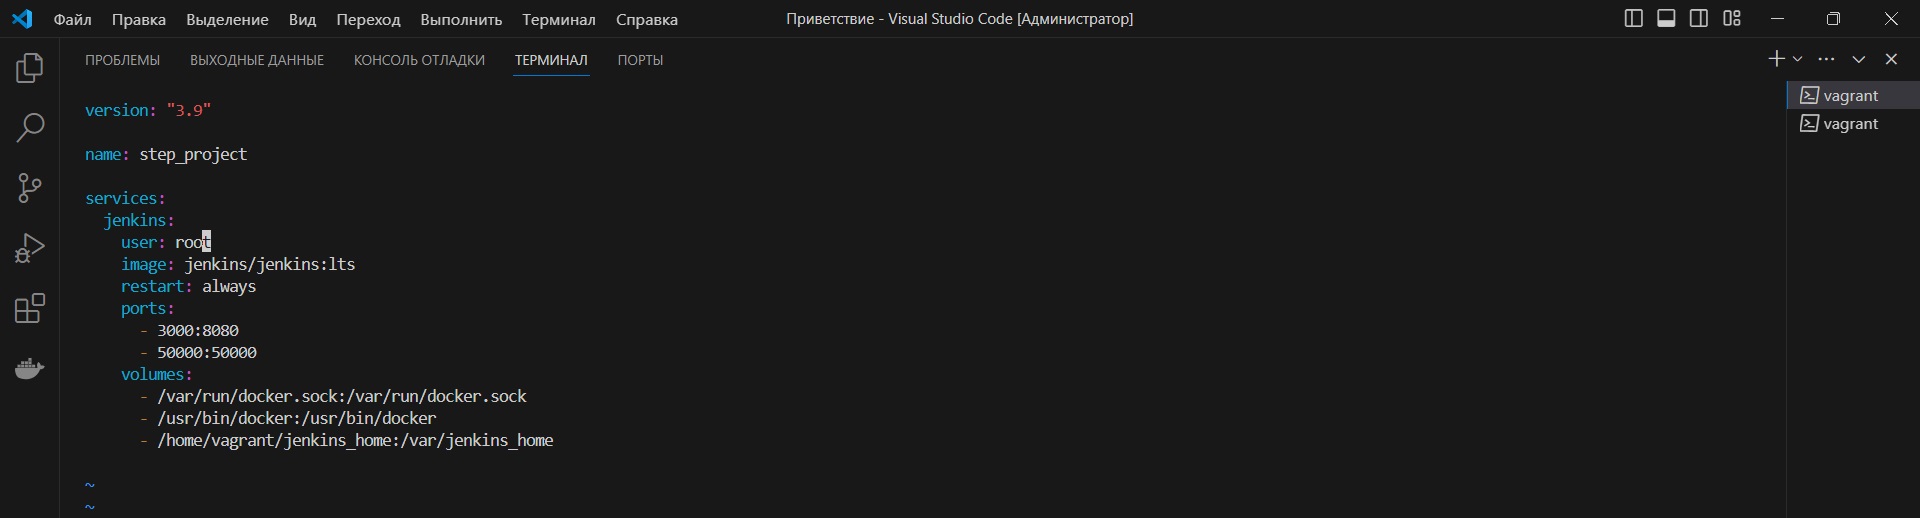 Файл Правка Выделение Вид Переход Выполнить Терминал Справка Приветствие - Visual Studio Code [Администратор]
ПРОБЛЕМЫ ВЫХОДНЫЕ ДАННЫЕ КОНСОЛЬ ОТЛАДКИ ТЕРМИНАЛ ПОРТЫ
vagrant
vagrant
version: "3.9"
name: step_project
services:
  jenkins:
    user: root
    image: jenkins/jenkins:lts
    restart: always
    ports:
      - 3000:8080
      - 50000:50000
    volumes:
      - /var/run/docker.sock:/var/run/docker.sock
      - /usr/bin/docker:/usr/bin/docker
      - /home/vagrant/jenkins_home:/var/jenkins_home
~
~